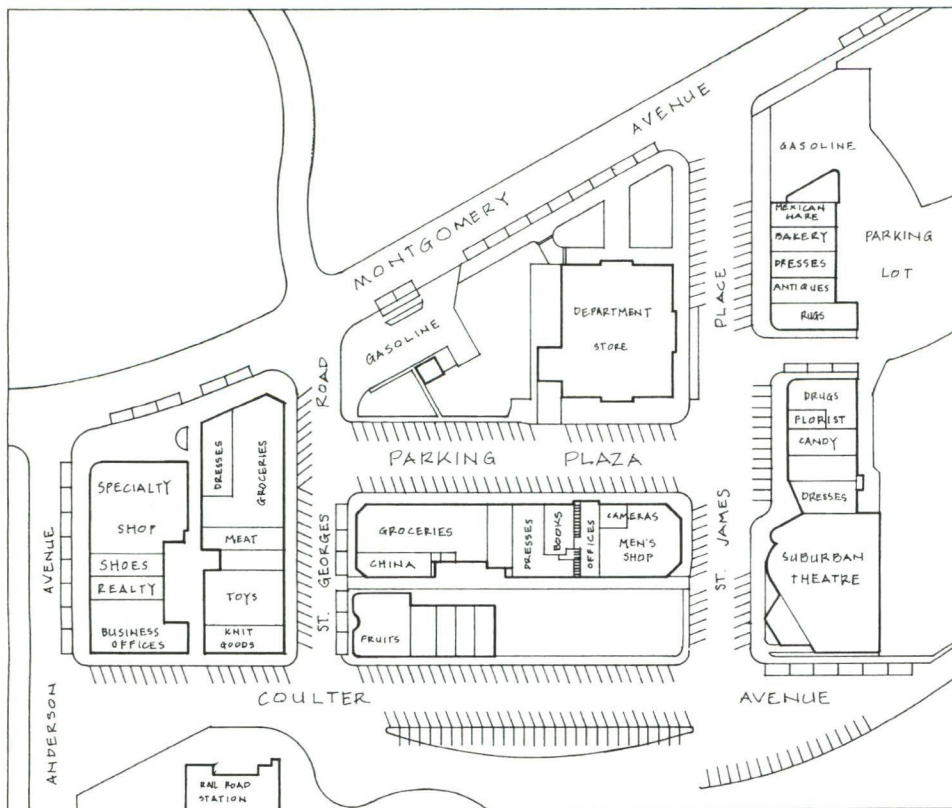 MONTGOMERY AVENUE
GASOLINE
MEXICAN
WARE
BAKERY
DRESSES
ANTIQUES
RUGS
PARKING
LOT
PLACE
DEPARTMENT
STORE
GASOLINE
ROAD
DRUGS
FLORIST
CANDY
DRESSES
SUBURBAN
THEATRE
PARKING PLAZA
DRESSES
GROCERIES
MEAT
TOYS
KNIT
GOODS
SPECIALTY
SHOP
SHOES
REALTY
BUSINESS
OFFICES
AVENUE
ST. GEORGES
GROCERIES
CHINA
DRESSES
BOOKS
OFFICES
CAMERAS
MEN'S
SHOP
ST. JAMES
FRUITS
COULTER AVENUE
ANDERSON
RAIL ROAD
STATION